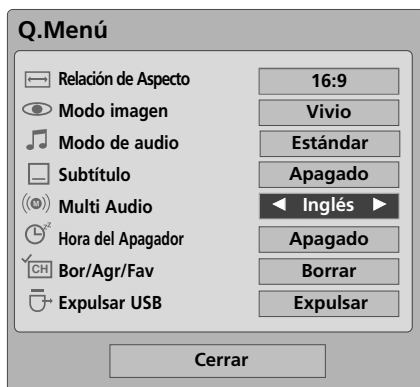 Q.Menú
Relación de Aspecto 16:9
Modo imagen Vivio
Modo de audio Estándar
Subtítulo Apagado
Multi Audio ◄ Inglés ►
Hora del Apagador Apagado
Bor/Agr/Fav Borrar
Expulsar USB Expulsar
Cerrar